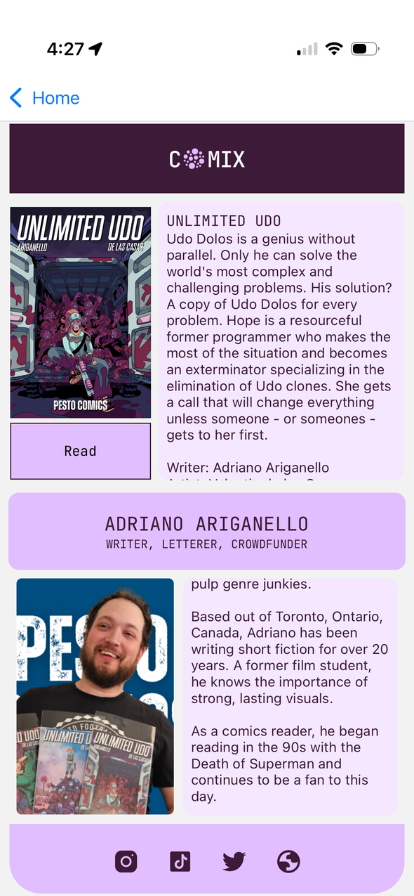 4:27
Home
COMIX
UNLIMITED UDO
ARIGANELLO
DE LAS CASAS
PESTO COMICS
Read
UNLIMITED UDO
Udo Dolos is a genius without
parallel. Only he can solve the
world's most complex and
challenging problems. His solution?
A copy of Udo Dolos for every
problem. Hope is a resourceful
former programmer who makes the
most of the situation and becomes
an exterminator specializing in the
elimination of Udo clones. She gets
a call that will change everything
unless someone - or someones -
gets to her first.
Writer: Adriano Ariganello
ADRIANO ARIGANELLO
WRITER, LETTERER, CROWDFUNDER
UNLIMITED UDO
pulp genre junkies.
Based out of Toronto, Ontario,
Canada, Adriano has been
writing short fiction for over 20
years. A former film student,
he knows the importance of
strong, lasting visuals.
As a comics reader, he began
reading in the 90s with the
Death of Superman and
continues to be a fan to this
day.